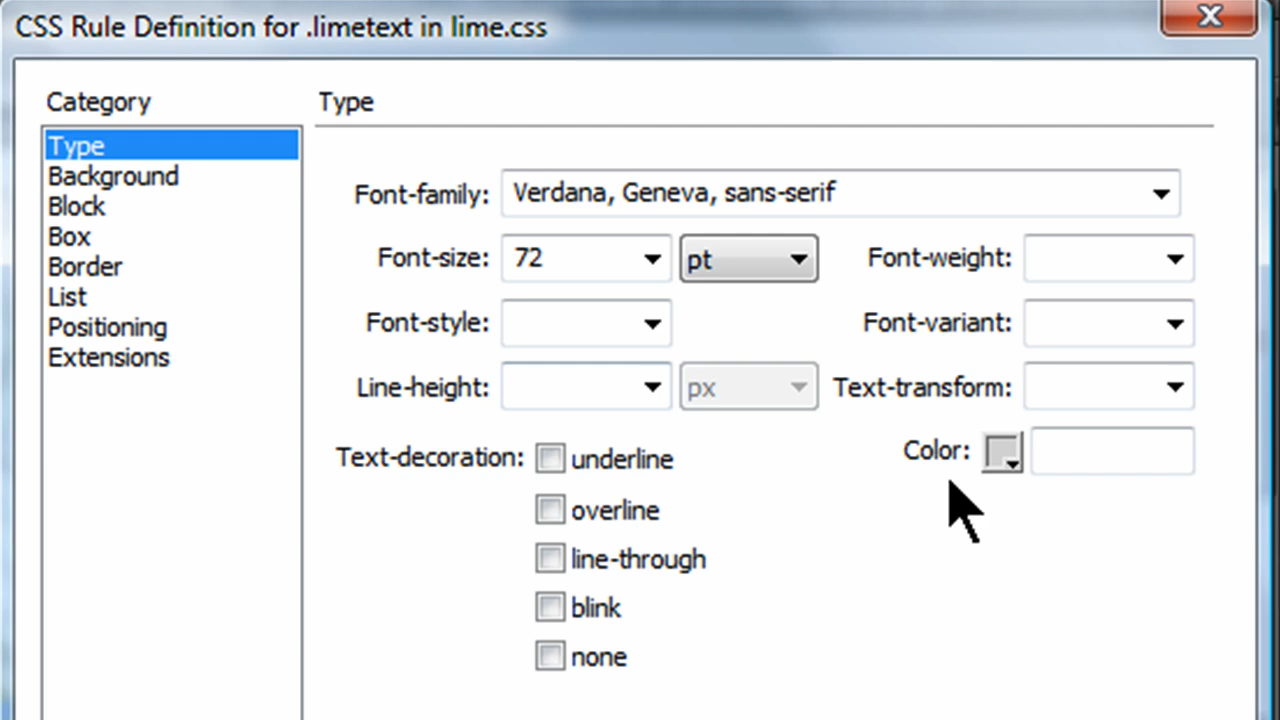 CSS Rule Definition for .limetext in lime.css
Category
Type
Background
Block
Box
Border
List
Positioning
Extensions
Type
Font-family: Verdana, Geneva, sans-serif
Font-size: 72 pt Font-weight:
Font-style: Font-variant:
Line-height: px Text-transform:
Text-decoration: underline Color:
overline
line-through
blink
none